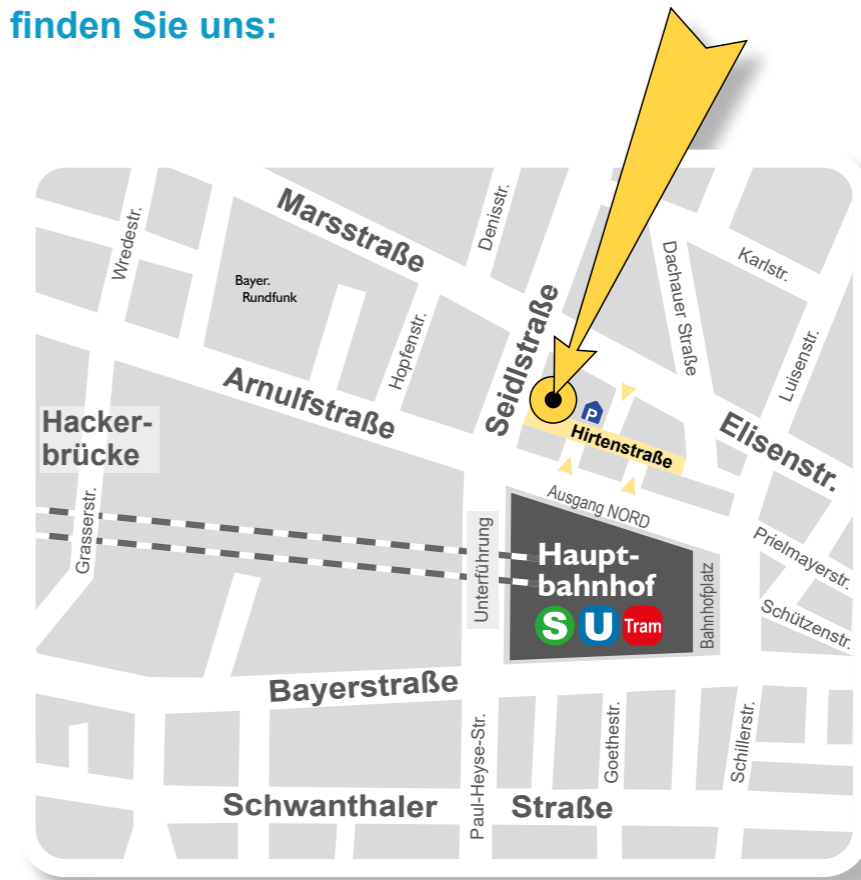 finden Sie uns:
Marsstraße
Denisstr.
Wredestr.
Karlstr.
Dachauer Straße
Bayer.
Rundfunk
Seidlstraße
Hopfenstr.
Luisenstr.
Arnulfstraße
P
Hirtenstraße
Elisenstr.
Hacker-
brücke
Ausgang NORD
Grasserstr.
Unterführung
Haupt-
bahnhof
S U Tram
Bahnhofplatz
Prielmayerstr.
Schützenstr.
Bayerstraße
Paul-Heyse-Str.
Goethestr.
Schillerstr.
Schwanthaler Straße